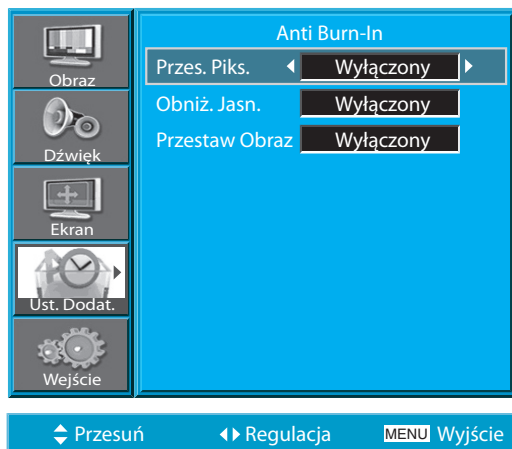 Anti Burn-In
Przes. Piks. Wyłączony
Obniż. Jasn. Wyłączony
Przestaw Obraz Wyłączony
Obraz
Dźwięk
Ekran
Ust. Dodat.
Wejście
Przesuń Regulacja MENU Wyjście